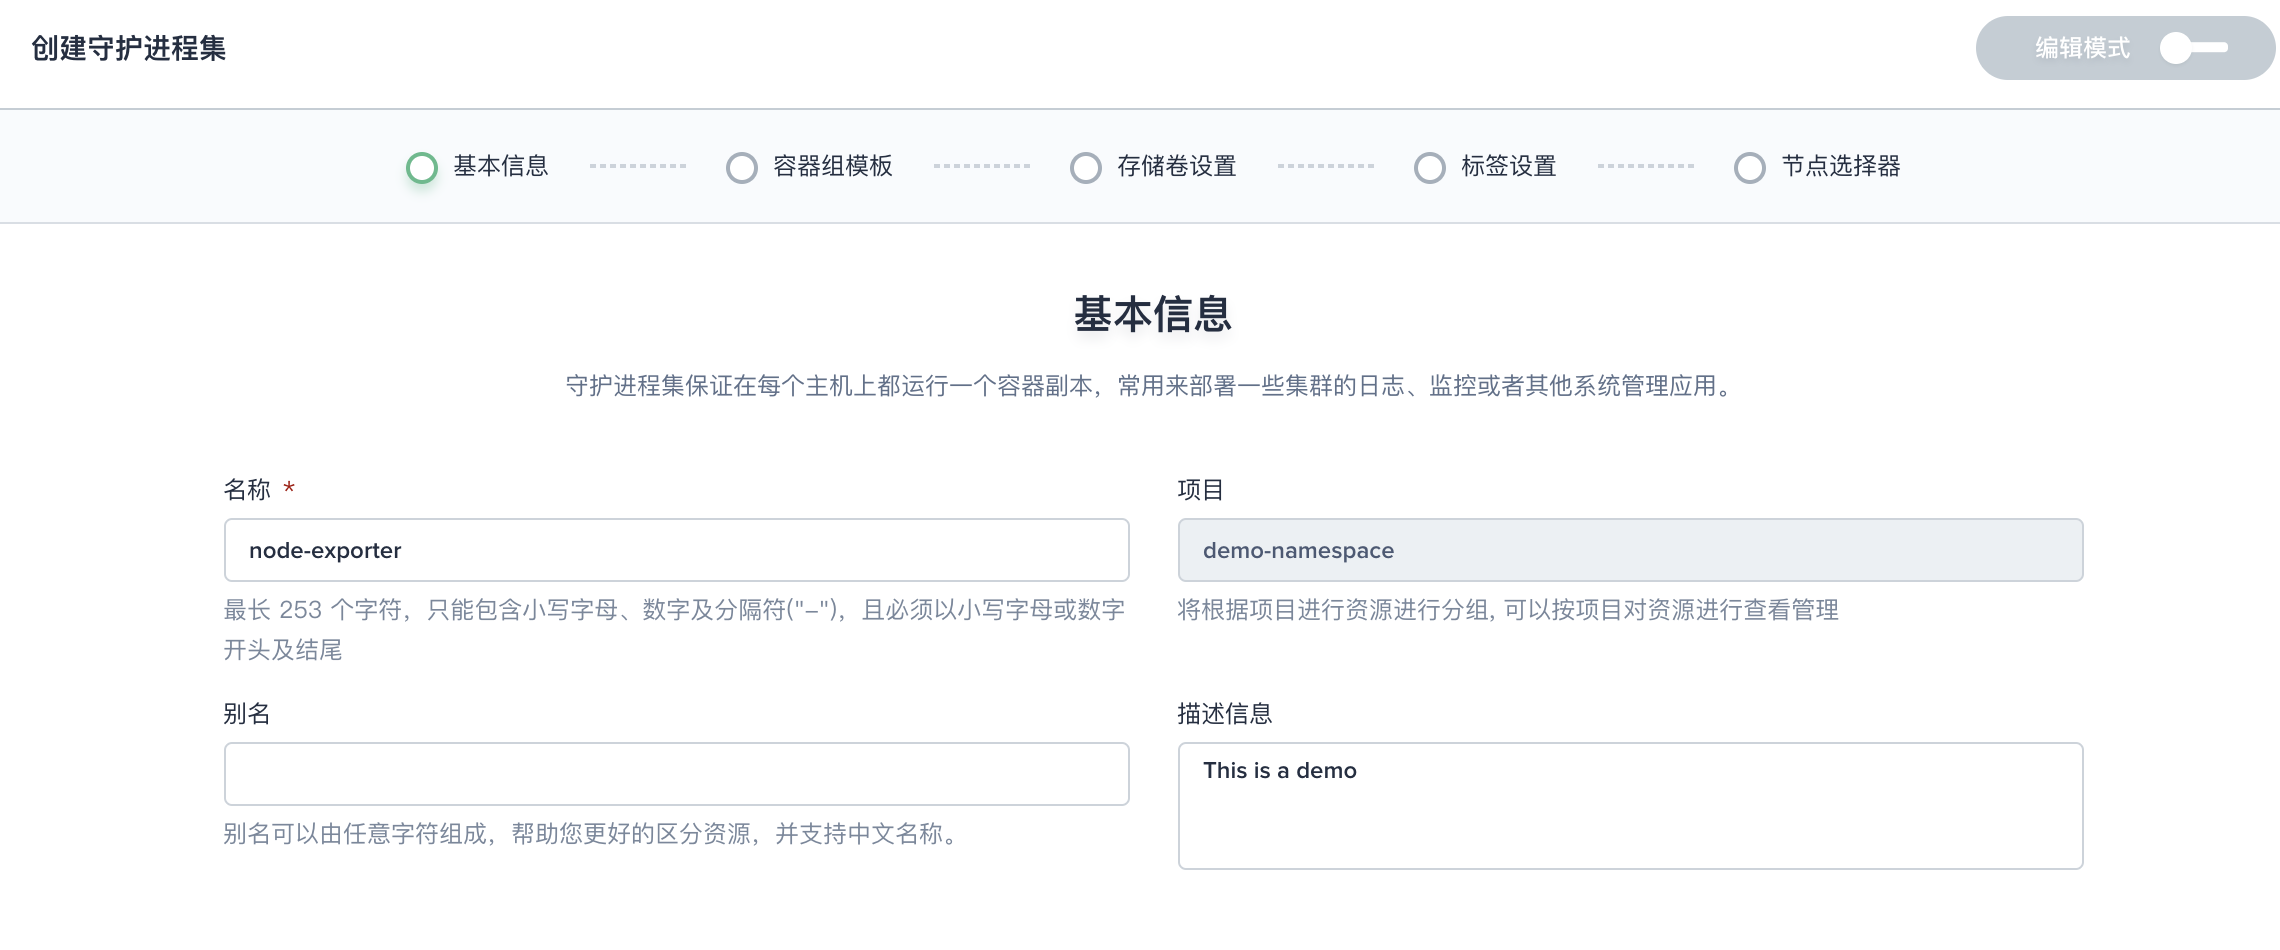 创建守护进程集
编辑模式
基本信息
容器组模板
存储卷设置
标签设置
节点选择器
基本信息
守护进程集保证在每个主机上都运行一个容器副本，常用来部署一些集群的日志、监控或者其他系统管理应用。
名称 *
node-exporter
最长 253 个字符，只能包含小写字母、数字及分隔符("-")，且必须以小写字母或数字
开头及结尾
项目
demo-namespace
将根据项目进行资源进行分组, 可以按项目对资源进行查看管理
别名
别名可以由任意字符组成，帮助您更好的区分资源，并支持中文名称。
描述信息
This is a demo